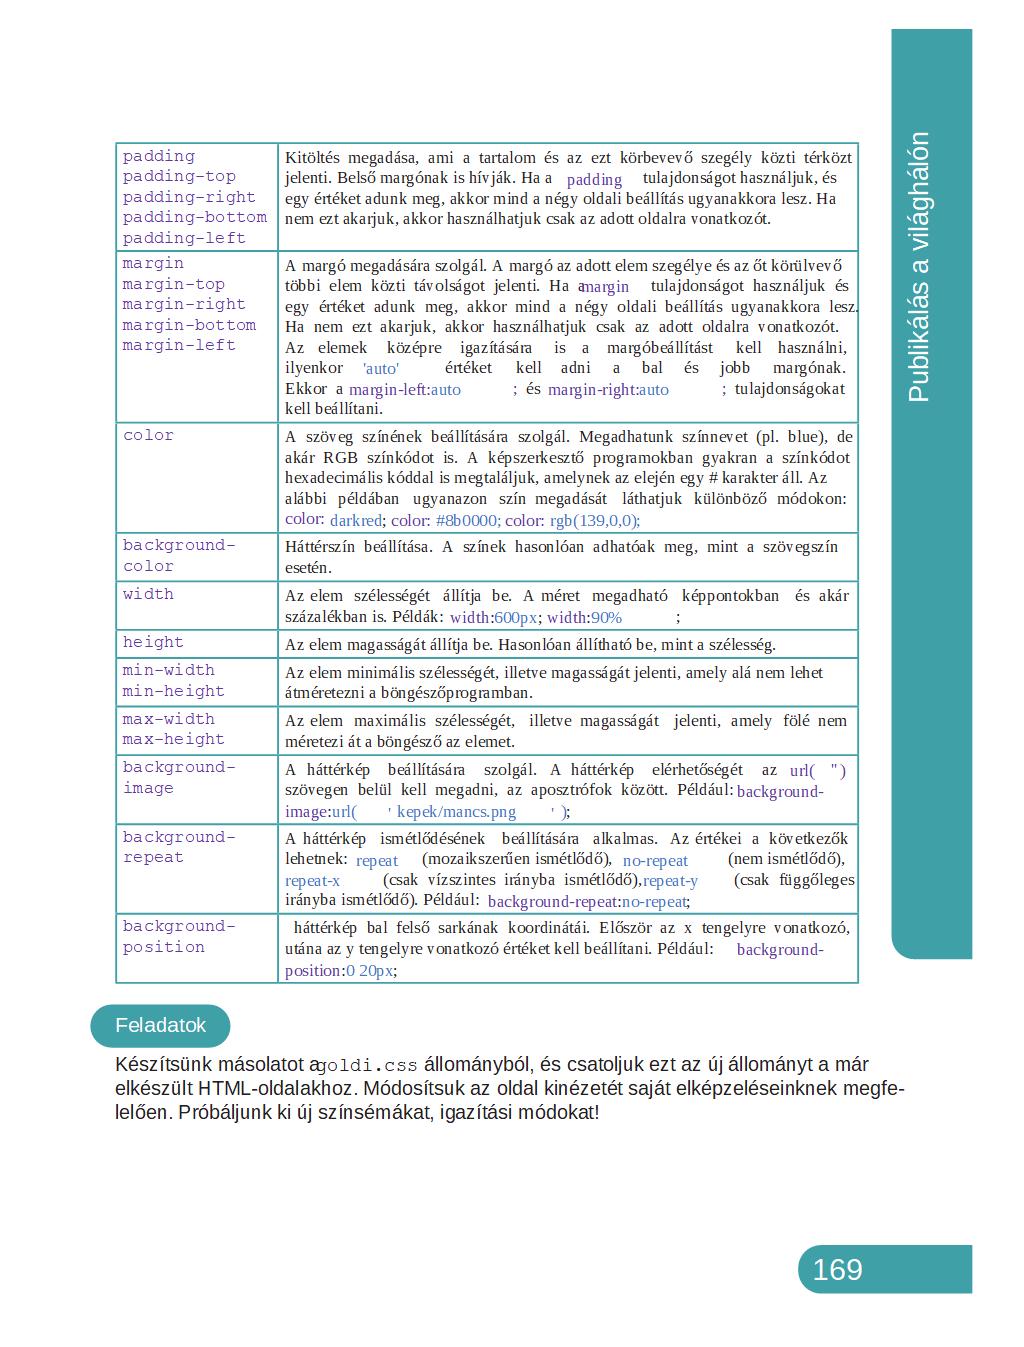 Publikálás a világhálón
padding
padding-top
padding-right
padding-bottom
padding-left
Kitöltés megadása, ami a tartalom és az ezt körbevevő szegély közti térközt
jelenti. Belső margónak is hívják. Ha a padding tulajdonságot használjuk, és
egy értéket adunk meg, akkor mind a négy oldali beállítás ugyanakkora lesz. Ha
nem ezt akarjuk, akkor használhatjuk csak az adott oldalra vonatkozót.
margin
margin-top
margin-right
margin-bottom
margin-left
A margó megadására szolgál. A margó az adott elem szegélye és az őt körülvevő
többi elem közti távolságot jelenti. Ha a margin tulajdonságot használjuk és
egy értéket adunk meg, akkor mind a négy oldali beállítás ugyanakkora lesz.
Ha nem ezt akarjuk, akkor használhatjuk csak az adott oldalra vonatkozót.
Az elemek középre igazítására is a margóbeállítást kell használni,
ilyenkor 'auto' értéket kell adni a bal és jobb margónak.
Ekkor a margin-left:auto ; és margin-right:auto ; tulajdonságokat
kell beállítani.
color
A szöveg színének beállítására szolgál. Megadhatunk színnevet (pl. blue), de
akár RGB színkódot is. A képszerkesztő programokban gyakran a színkódot
hexadecimális kóddal is megtaláljuk, amelynek az elején egy # karakter áll. Az
alábbi példában ugyanazon szín megadását láthatjuk különböző módokon:
color: darkred; color: #8b0000; color: rgb(139,0,0);
background-
color
Háttérszín beállítása. A színek hasonlóan adhatóak meg, mint a szövegszín
esetén.
width
Az elem szélességét állítja be. A méret megadható képpontokban és akár
százalékban is. Példák: width:600px; width:90% ;
height
Az elem magasságát állítja be. Hasonlóan állítható be, mint a szélesség.
min-width
min-height
Az elem minimális szélességét, illetve magasságát jelenti, amely alá nem lehet
átméretezni a böngészőprogramban.
max-width
max-height
Az elem maximális szélességét, illetve magasságát jelenti, amely fölé nem
méretezi át a böngésző az elemet.
background-
image
A háttérkép beállítására szolgál. A háttérkép elérhetőségét az url( '' )
szövegen belül kell megadni, az aposztrófok között. Például: background-
image:url( ' kepek/mancs.png ' );
background-
repeat
A háttérkép ismétlődésének beállítására alkalmas. Az értékei a következők
lehetnek: repeat (mozaikszerűen ismétlődő), no-repeat (nem ismétlődő),
repeat-x (csak vízszintes irányba ismétlődő), repeat-y (csak függőleges
irányba ismétlődő). Például: background-repeat:no-repeat;
background-
position
háttérkép bal felső sarkának koordinátái. Először az x tengelyre vonatkozó,
utána az y tengelyre vonatkozó értéket kell beállítani. Például: background-
position:0 20px;
Feladatok
Készítsünk másolatot a goldi.css állományból, és csatoljuk ezt az új állományt a már
elkészült HTML-oldalakhoz. Módosítsuk az oldal kinézetét saját elképzeléseinknek megfe-
lelően. Próbáljunk ki új színsémákat, igazítási módokat!
169